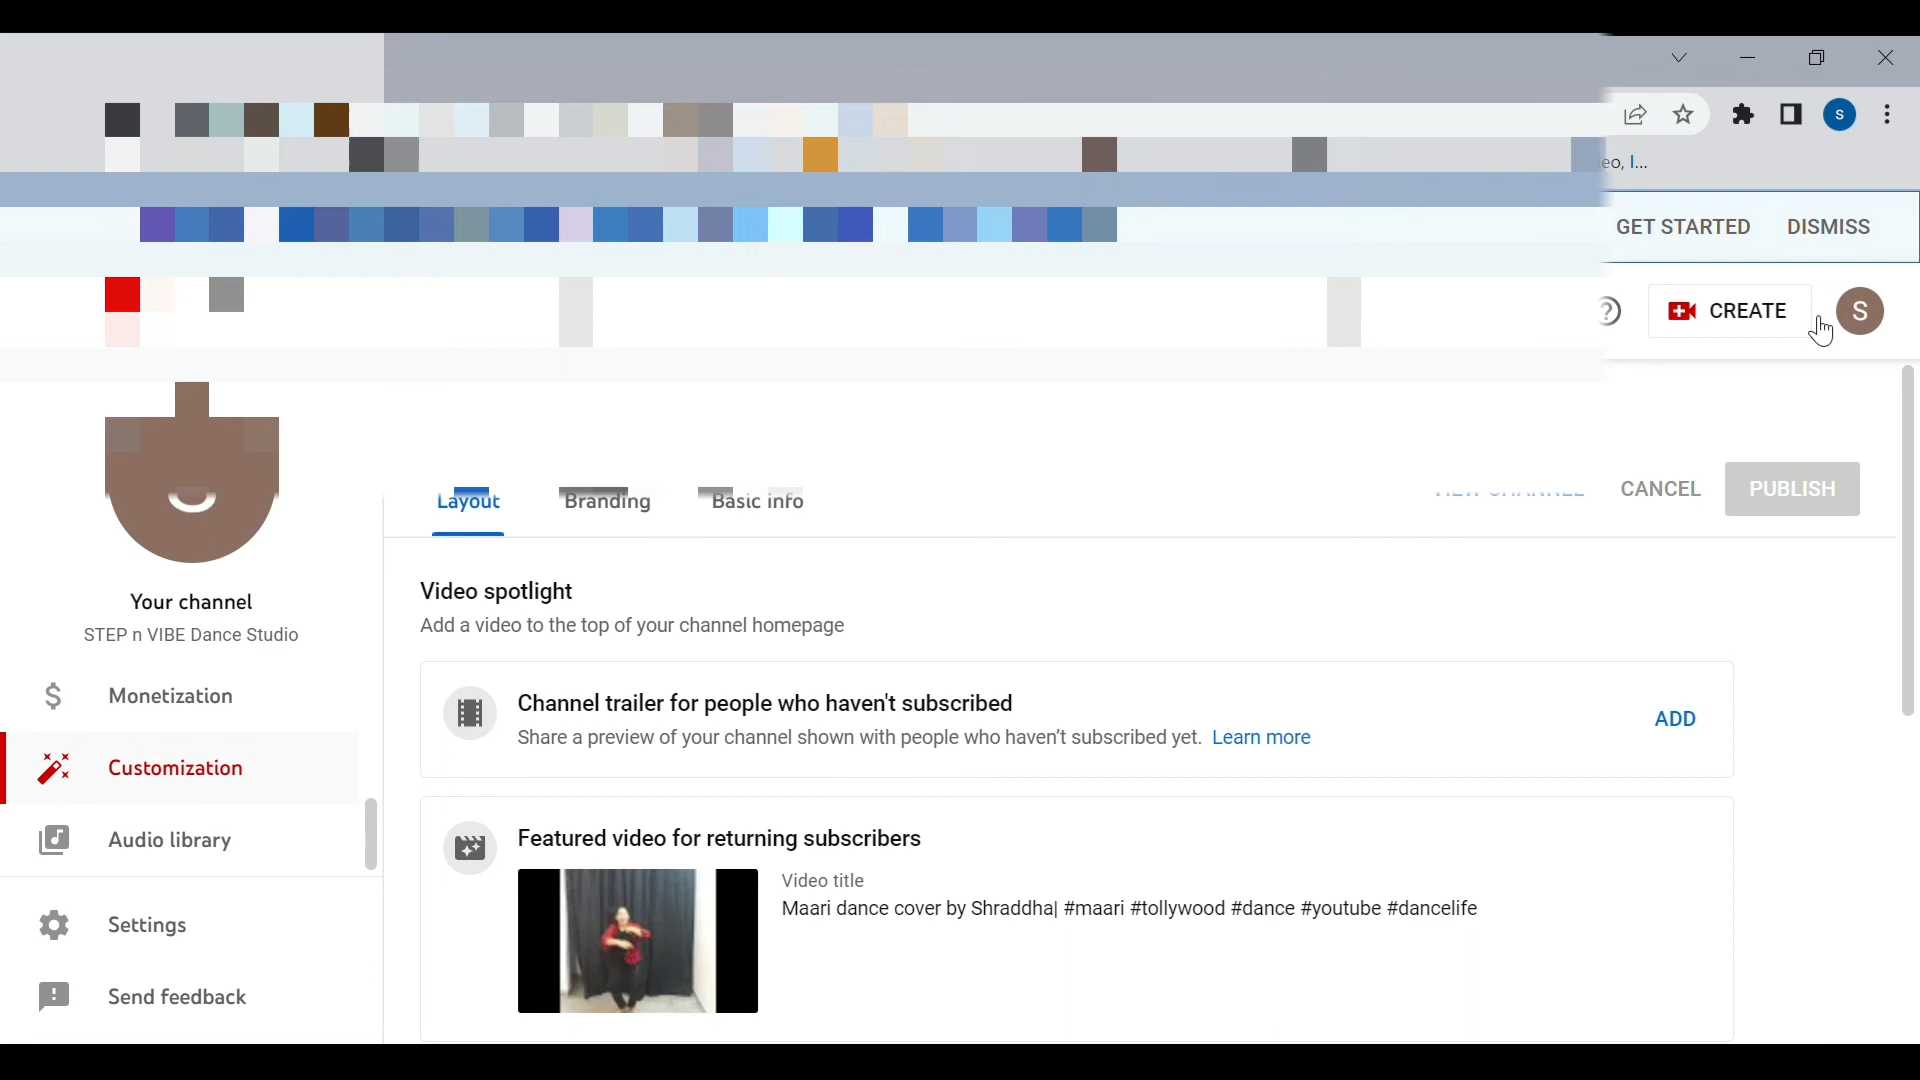 S
eo, I...
GET STARTED DISMISS
? CREATE S
Layout Branding Basic info CANCEL PUBLISH
Your channel
STEP n VIBE Dance Studio
Monetization
Customization
Audio library
Settings
Send feedback
Video spotlight
Add a video to the top of your channel homepage
Channel trailer for people who haven't subscribed
Share a preview of your channel shown with people who haven't subscribed yet. Learn more
ADD
Featured video for returning subscribers
Video title
Maari dance cover by Shraddha| #maari #tollywood #dance #youtube #dancelife